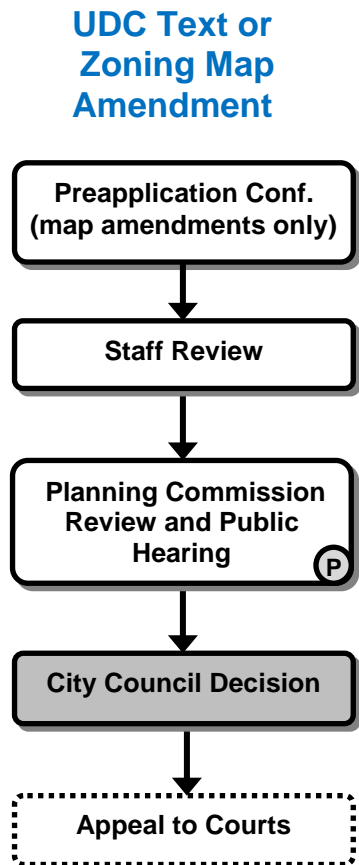 UDC Text or
Zoning Map
Amendment
Preapplication Conf.
(map amendments only)
Staff Review
Planning Commission
Review and Public
Hearing
P
City Council Decision
Appeal to Courts